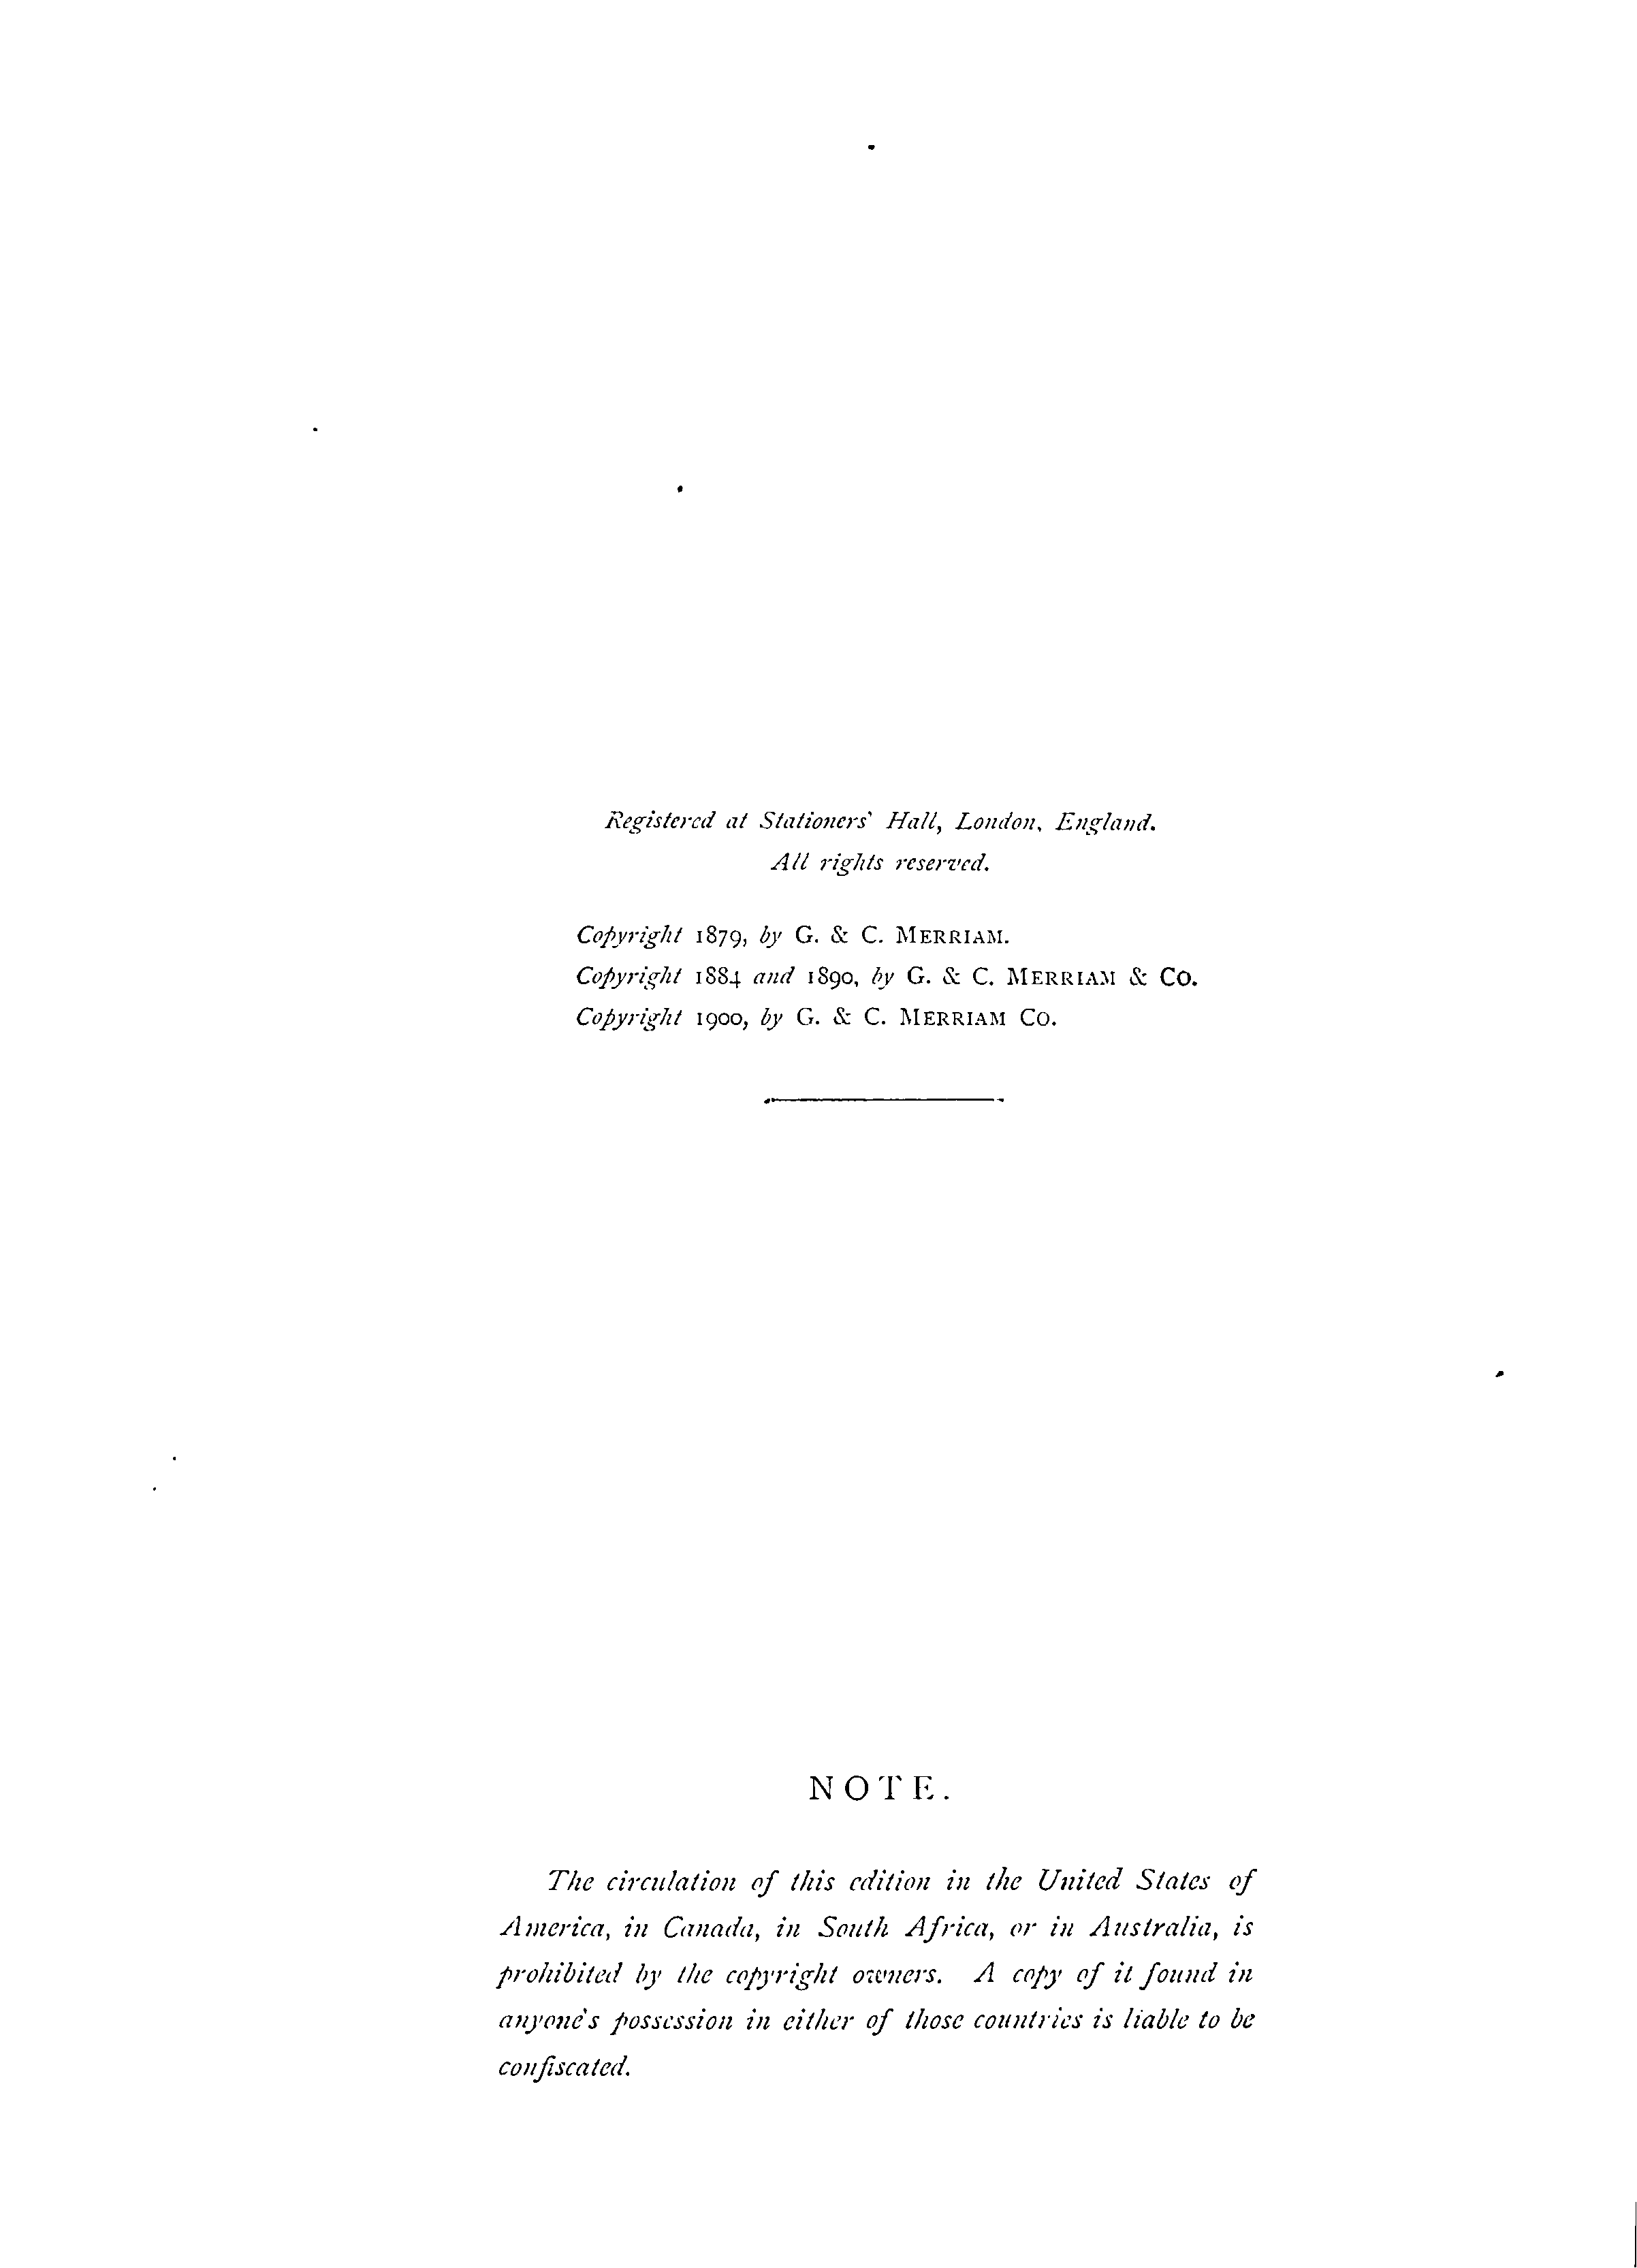 Registered at Stationers' Hall, London, England.
All rights reserved.
Copyright 1879, by G. & C. MERRIAM.
Copyright 1884 and 1890, by G. & C. MERRIAM & CO.
Copyright 1900, by G. & C. MERRIAM CO.
NOTE.
The circulation of this edition in the United States of
America, in Canada, in South Africa, or in Australia, is
prohibited by the copyright owners. A copy of it found in
anyone's possession in either of those countries is liable to be
confiscated.